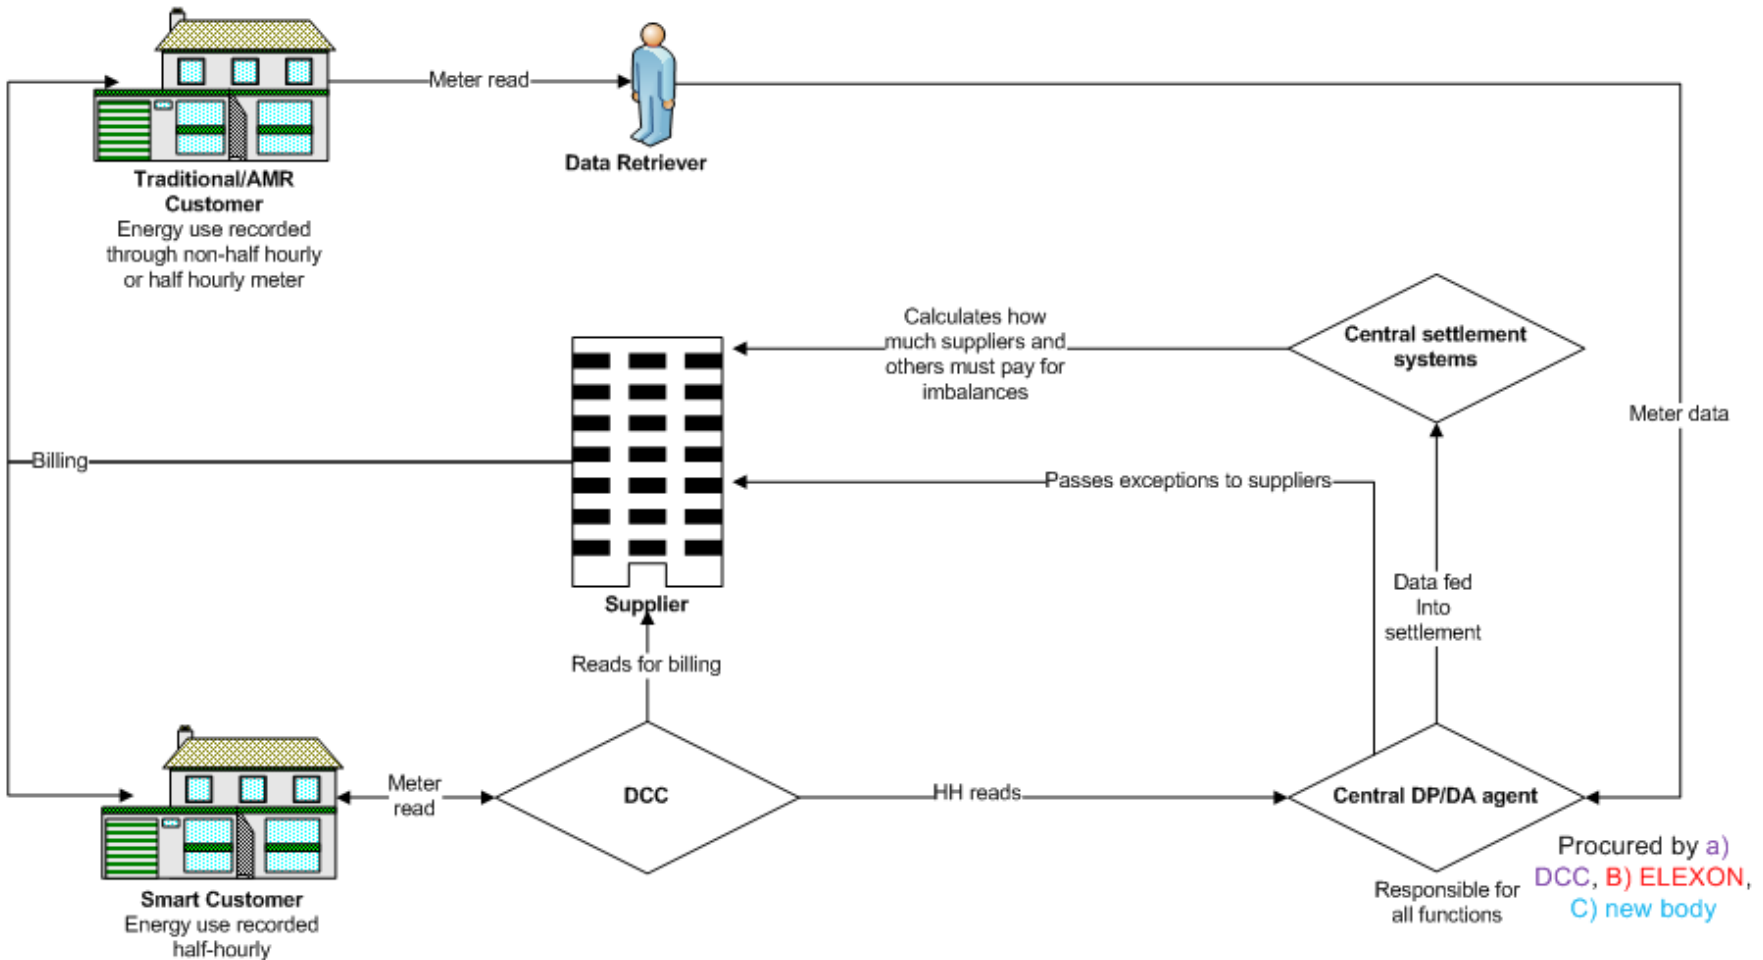 Meter read
Data Retriever
Traditional/AMR
Customer
Energy use recorded
through non-half hourly
or half hourly meter
Calculates how
much suppliers and
others must pay for
imbalances
Central settlement
systems
Meter data
Billing
Passes exceptions to suppliers
Data fed
Into
settlement
Supplier
Reads for billing
Meter
read
DCC
HH reads
Central DP/DA agent
Procured by a)
DCC, B) ELEXON,
C) new body
Responsible for
all functions
Smart Customer
Energy use recorded
half-hourly